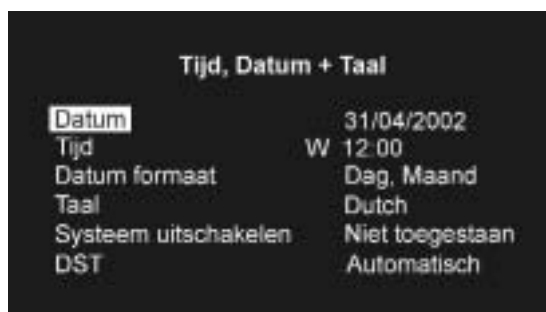 Tijd, Datum + Taal
Datum 31/04/2002
Tijd W 12:00
Datum formaat Dag, Maand
Taal Dutch
Systeem uitschakelen Niet toegestaan
DST Automatisch